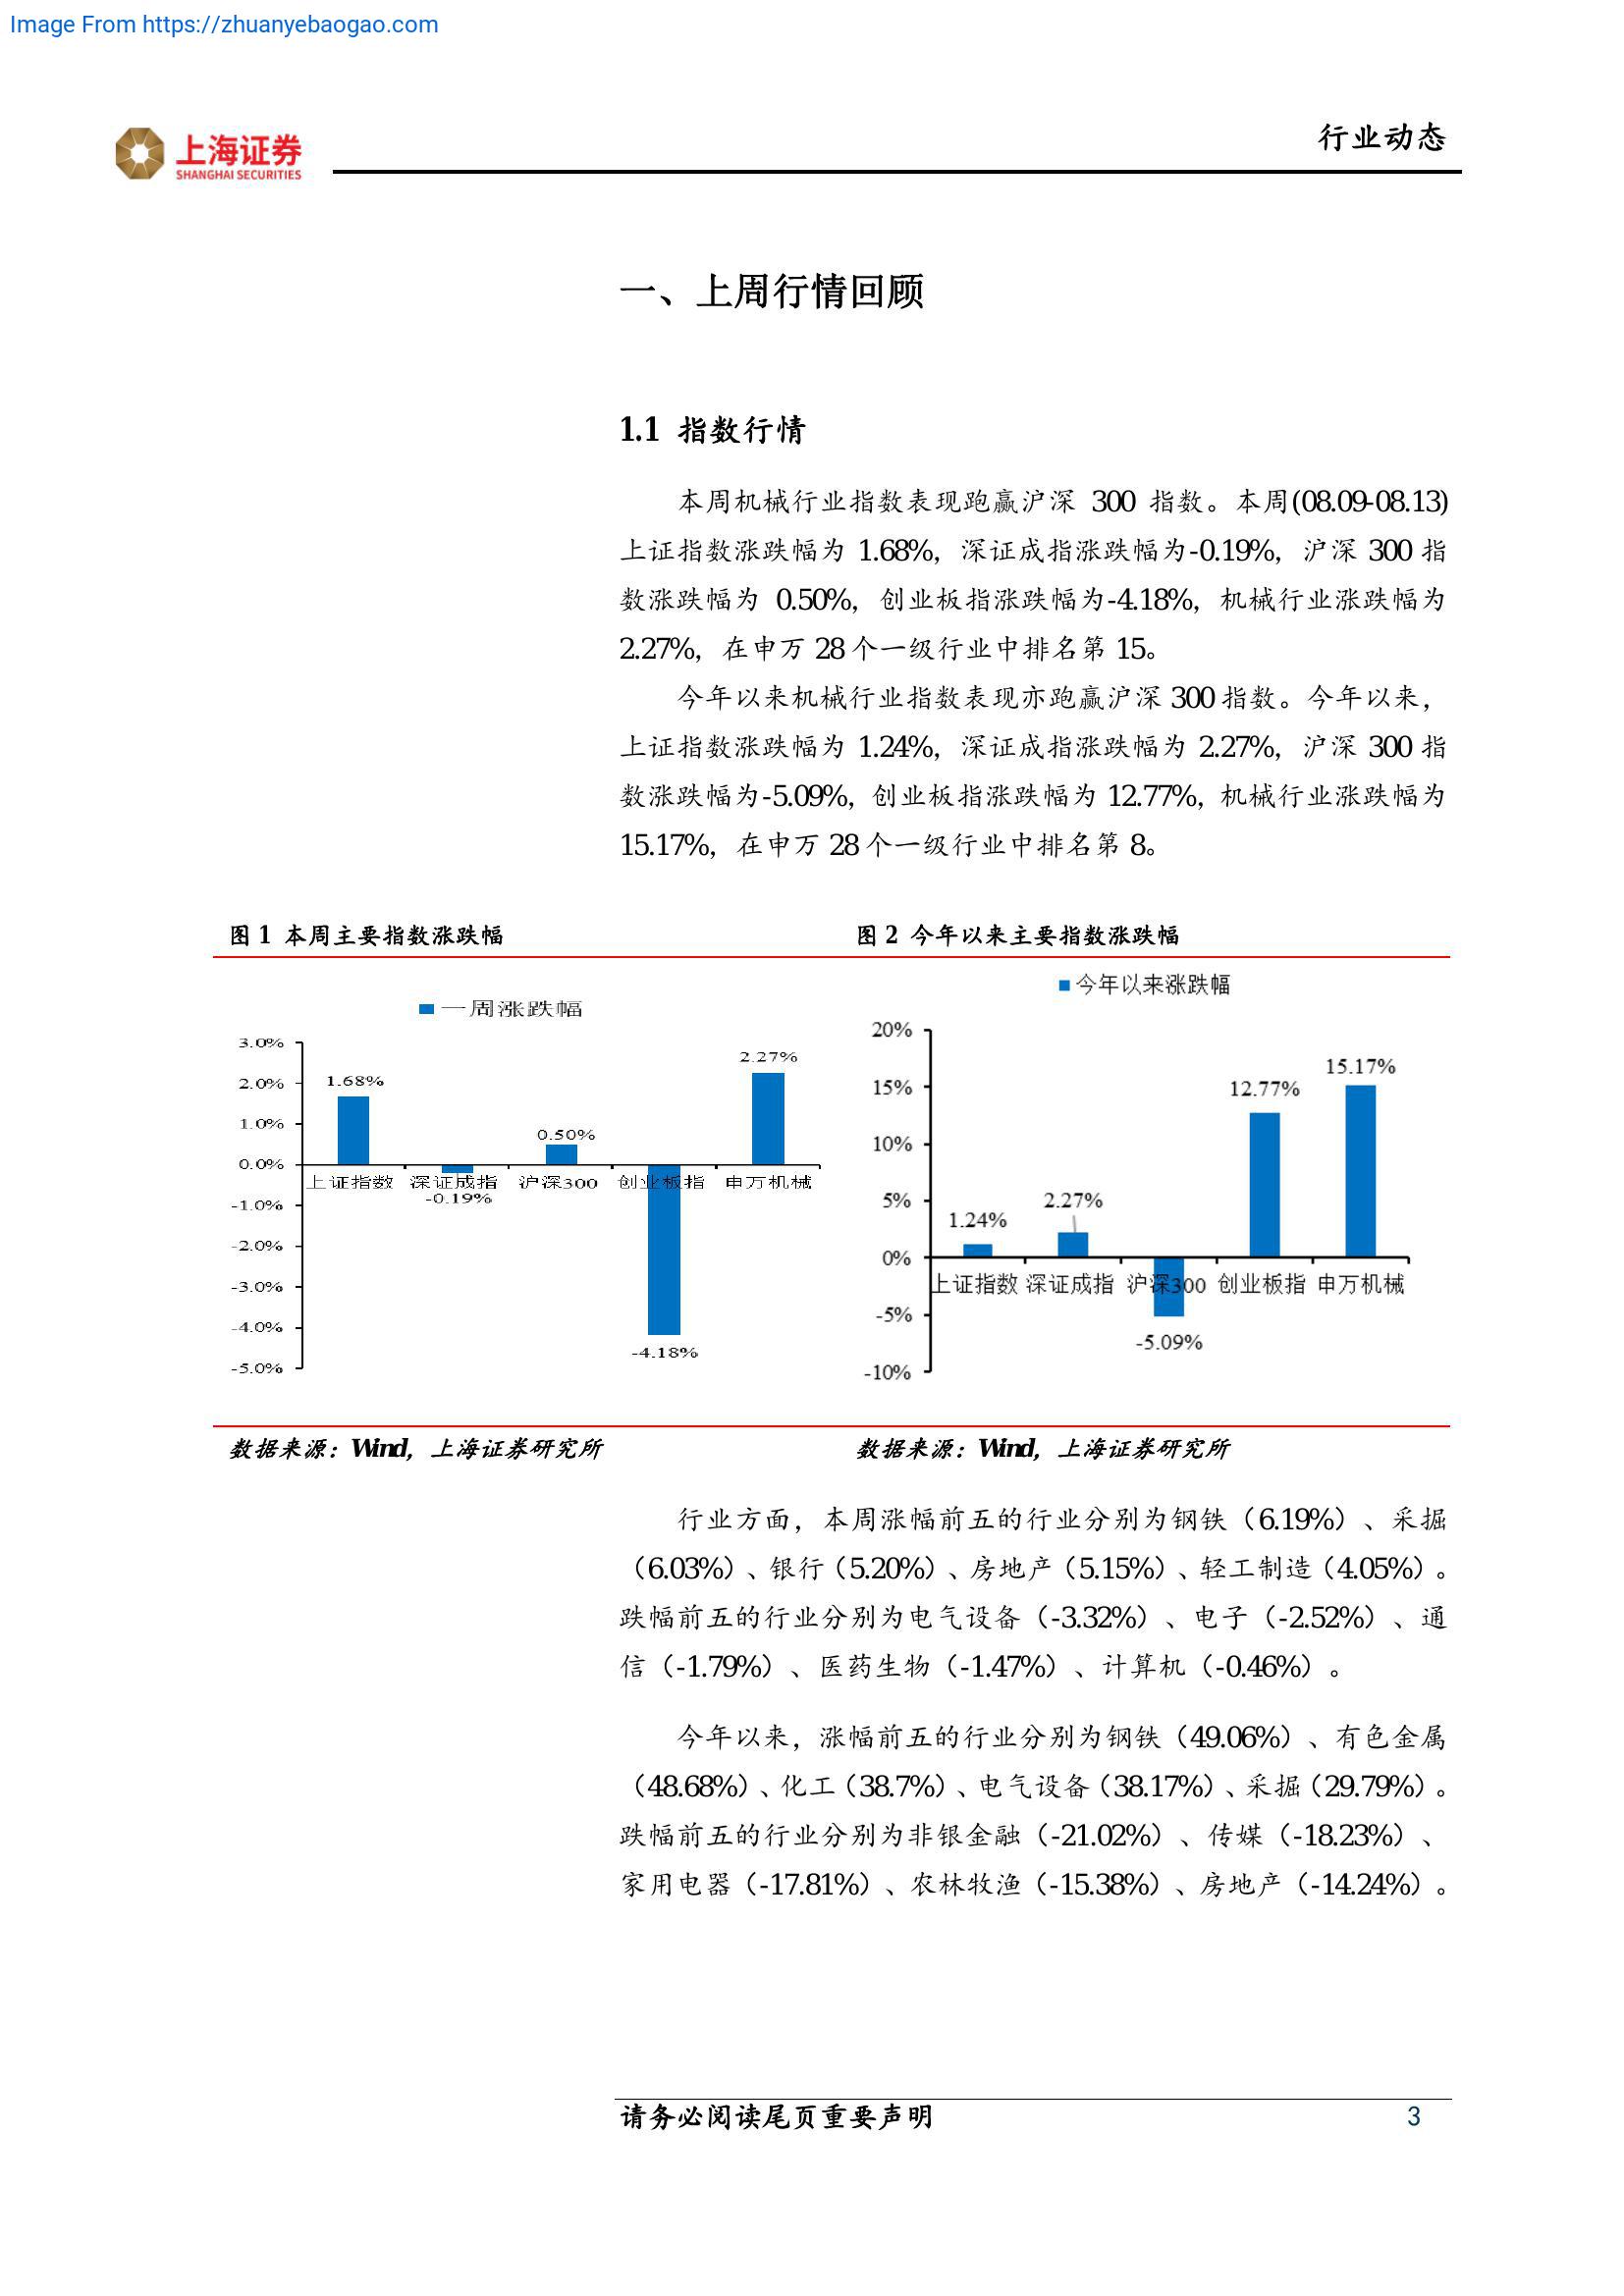 Image From https://zhuanyebaogao.com
上海证券
SHANGHAI SECURITIES
行业动态
一、上周行情回顾
1.1 指数行情
本周机械行业指数表现跑赢沪深 300 指数。本周(08.09-08.13)
上证指数涨跌幅为 1.68%，深证成指涨跌幅为-0.19%，沪深 300 指
数涨跌幅为 0.50%，创业板指涨跌幅为-4.18%，机械行业涨跌幅为
2.27%，在申万 28 个一级行业中排名第 15。
今年以来机械行业指数表现亦跑赢沪深 300 指数。今年以来，
上证指数涨跌幅为 1.24%，深证成指涨跌幅为 2.27%，沪深 300 指
数涨跌幅为-5.09%，创业板指涨跌幅为 12.77%，机械行业涨跌幅为
15.17%，在申万 28 个一级行业中排名第 8。
图 1 本周主要指数涨跌幅
一周涨跌幅
3.0%
2.0%
1.0%
0.0%
-1.0%
-2.0%
-3.0%
-4.0%
-5.0%
1.68%
-0.19%
0.50%
-4.18%
2.27%
上证指数 深证成指 沪深300 创业板指 申万机械
数据来源：Wind，上海证券研究所
图 2 今年以来主要指数涨跌幅
今年以来涨跌幅
20%
15%
10%
5%
0%
-5%
-10%
1.24%
2.27%
-5.09%
12.77%
15.17%
上证指数 深证成指 沪深300 创业板指 申万机械
数据来源：Wind，上海证券研究所
行业方面，本周涨幅前五的行业分别为钢铁（6.19%）、采掘
（6.03%）、银行（5.20%）、房地产（5.15%）、轻工制造（4.05%）。
跌幅前五的行业分别为电气设备（-3.32%）、电子（-2.52%）、通
信（-1.79%）、医药生物（-1.47%）、计算机（-0.46%）。
今年以来，涨幅前五的行业分别为钢铁（49.06%）、有色金属
（48.68%）、化工（38.7%）、电气设备（38.17%）、采掘（29.79%）。
跌幅前五的行业分别为非银金融（-21.02%）、传媒（-18.23%）、
家用电器（-17.81%）、农林牧渔（-15.38%）、房地产（-14.24%）。
请务必阅读尾页重要声明
3